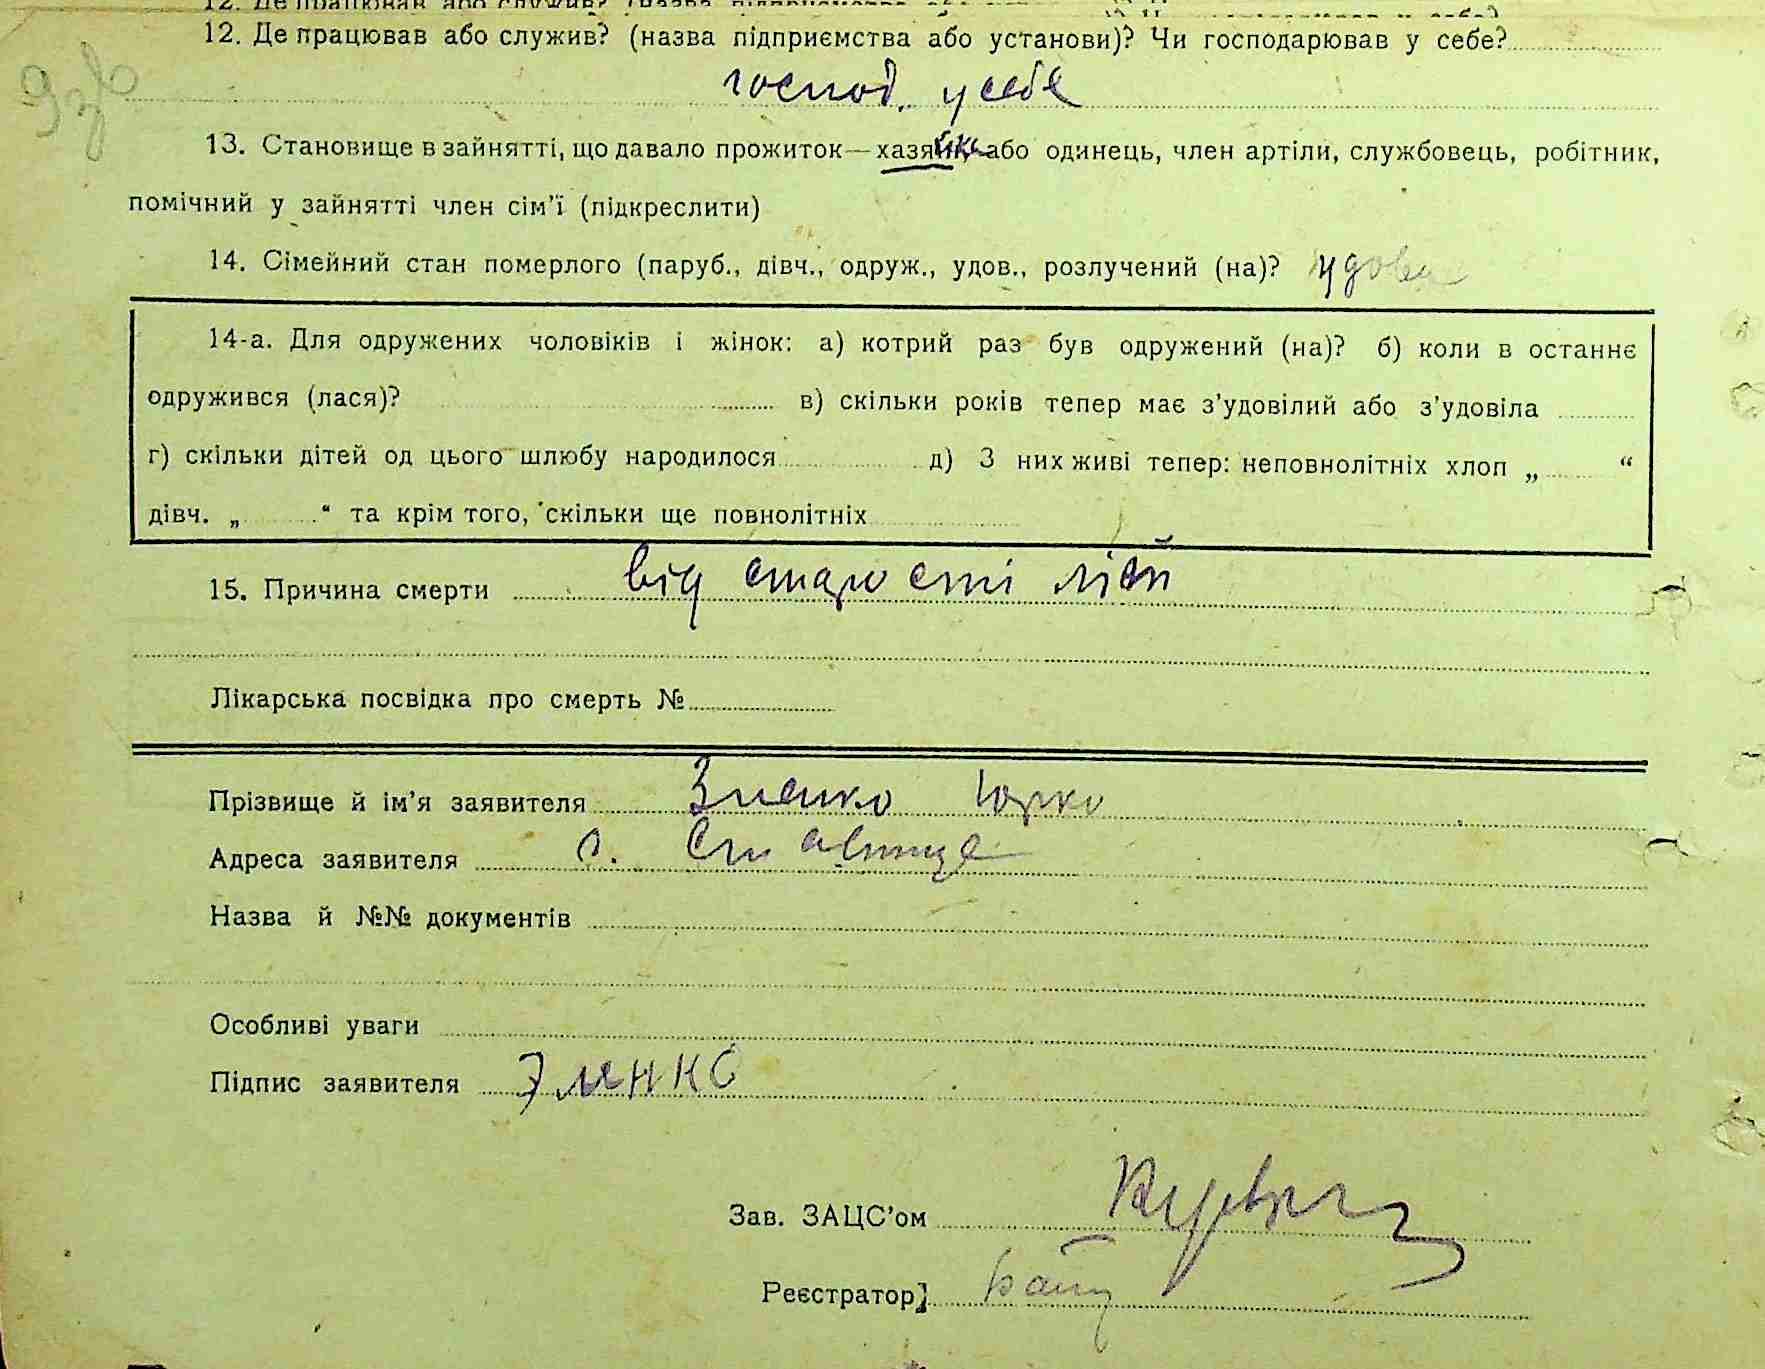 12. Де працював або служив? (назва підприємства або установи)? Чи господарював у себе?
господ. у себе
13. Становище в зайнятті, що давало прожиток—хазяйка або одинець, член артіли, службовець, робітник,
помічний у зайнятті член сім’ї (підкреслити)
14. Сімейний стан померлого (паруб., дівч., одруж., удов., розлучений (на)? удова
14-а. Для одружених чоловіків і жінок: а) котрий раз був одружений (на)? б) коли в останнє
одружився (лася)? в) скільки років тепер має з’удовілий або з’удовіла
г) скільки дітей од цього шлюбу народилося д) З них живі тепер: неповнолітніх хлоп „ “
дівч. „ “ та крім того, скільки ще повнолітніх
15. Причина смерти від старости літ
Лікарська посвідка про смерть №
Прізвище й ім’я заявителя Юрко
Адреса заявителя с. Ставище
Назва й №№ документів
Особливі уваги
Підпис заявителя
Зав. ЗАЦС’ом
Реєстратор